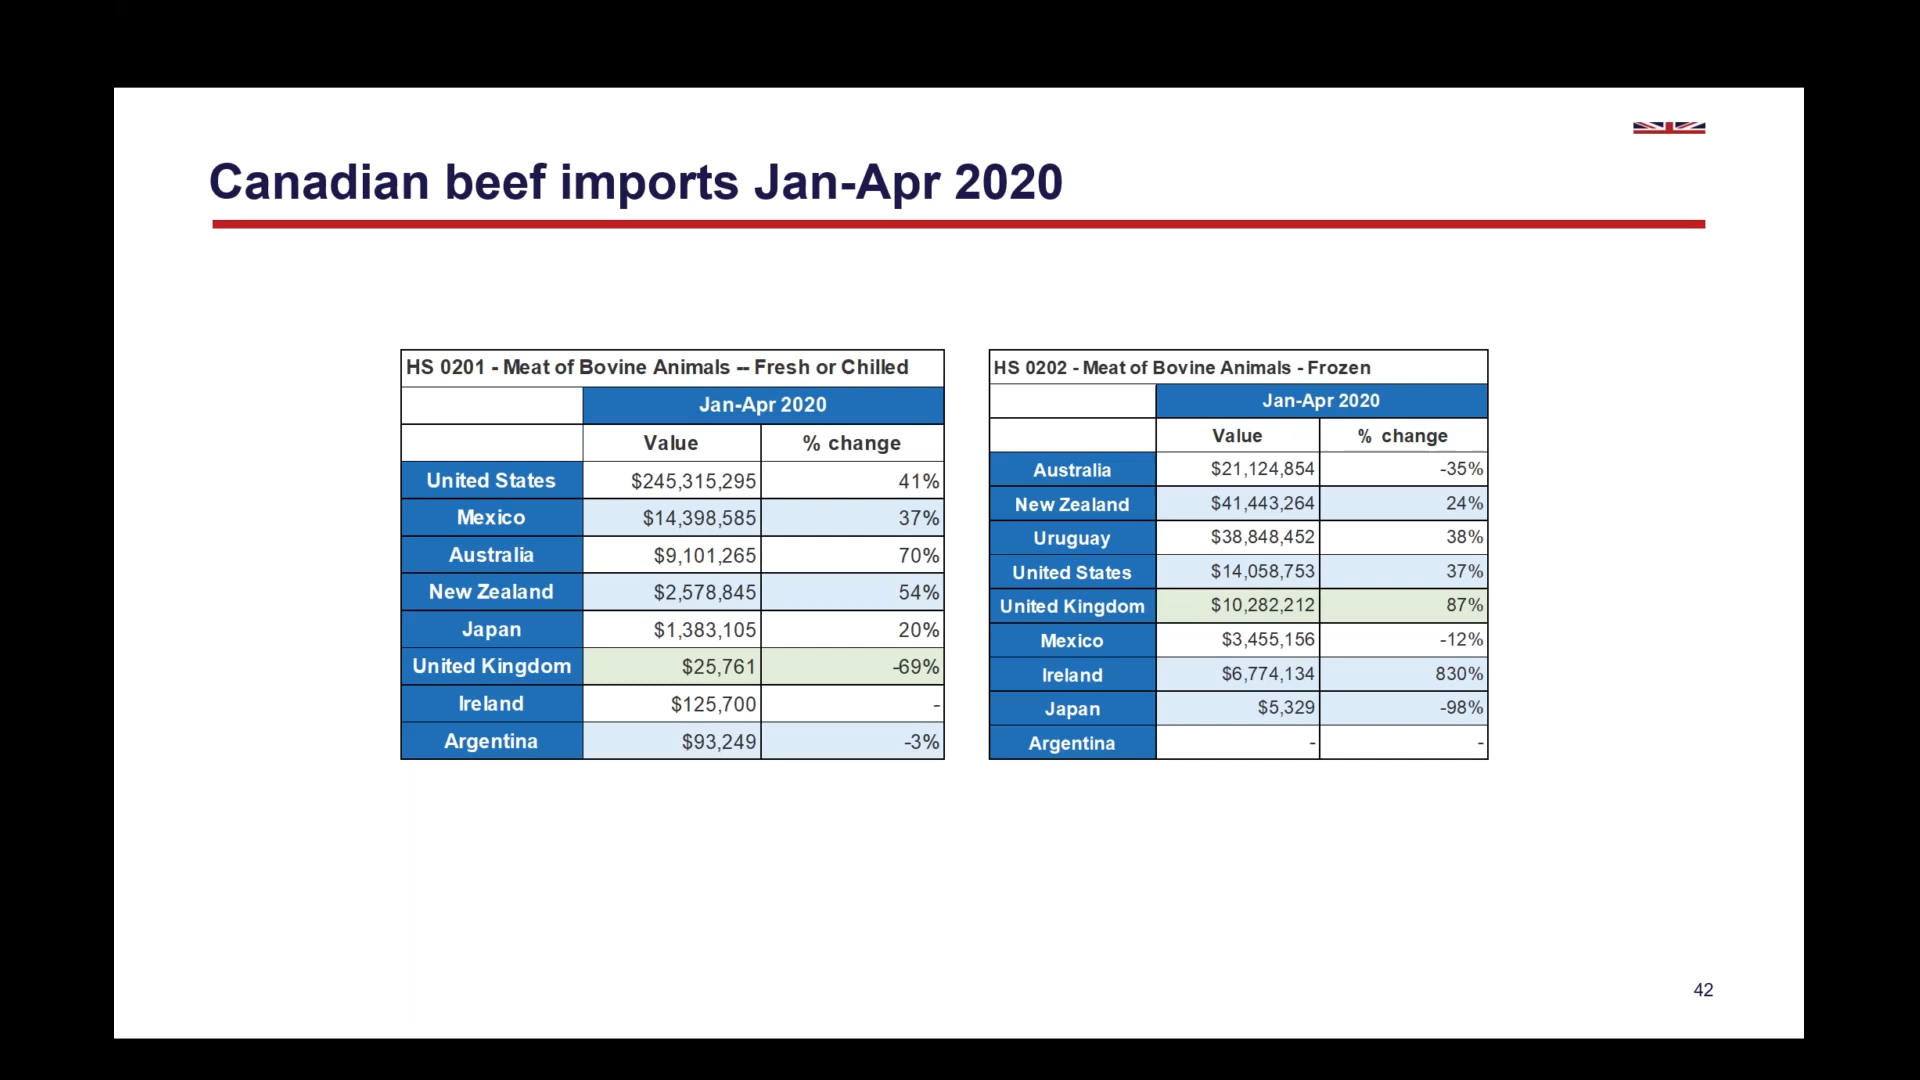 Canadian beef imports Jan-Apr 2020
HS 0201 - Meat of Bovine Animals -- Fresh or Chilled
Jan-Apr 2020
Value % change
United States $245,315,295 41%
Mexico $14,398,585 37%
Australia $9,101,265 70%
New Zealand $2,578,845 54%
Japan $1,383,105 20%
United Kingdom $25,761 -69%
Ireland $125,700 -
Argentina $93,249 -3%
HS 0202 - Meat of Bovine Animals - Frozen
Jan-Apr 2020
Value % change
Australia $21,124,854 -35%
New Zealand $41,443,264 24%
Uruguay $38,848,452 38%
United States $14,058,753 37%
United Kingdom $10,282,212 87%
Mexico $3,455,156 -12%
Ireland $6,774,134 830%
Japan $5,329 -98%
Argentina - -
42